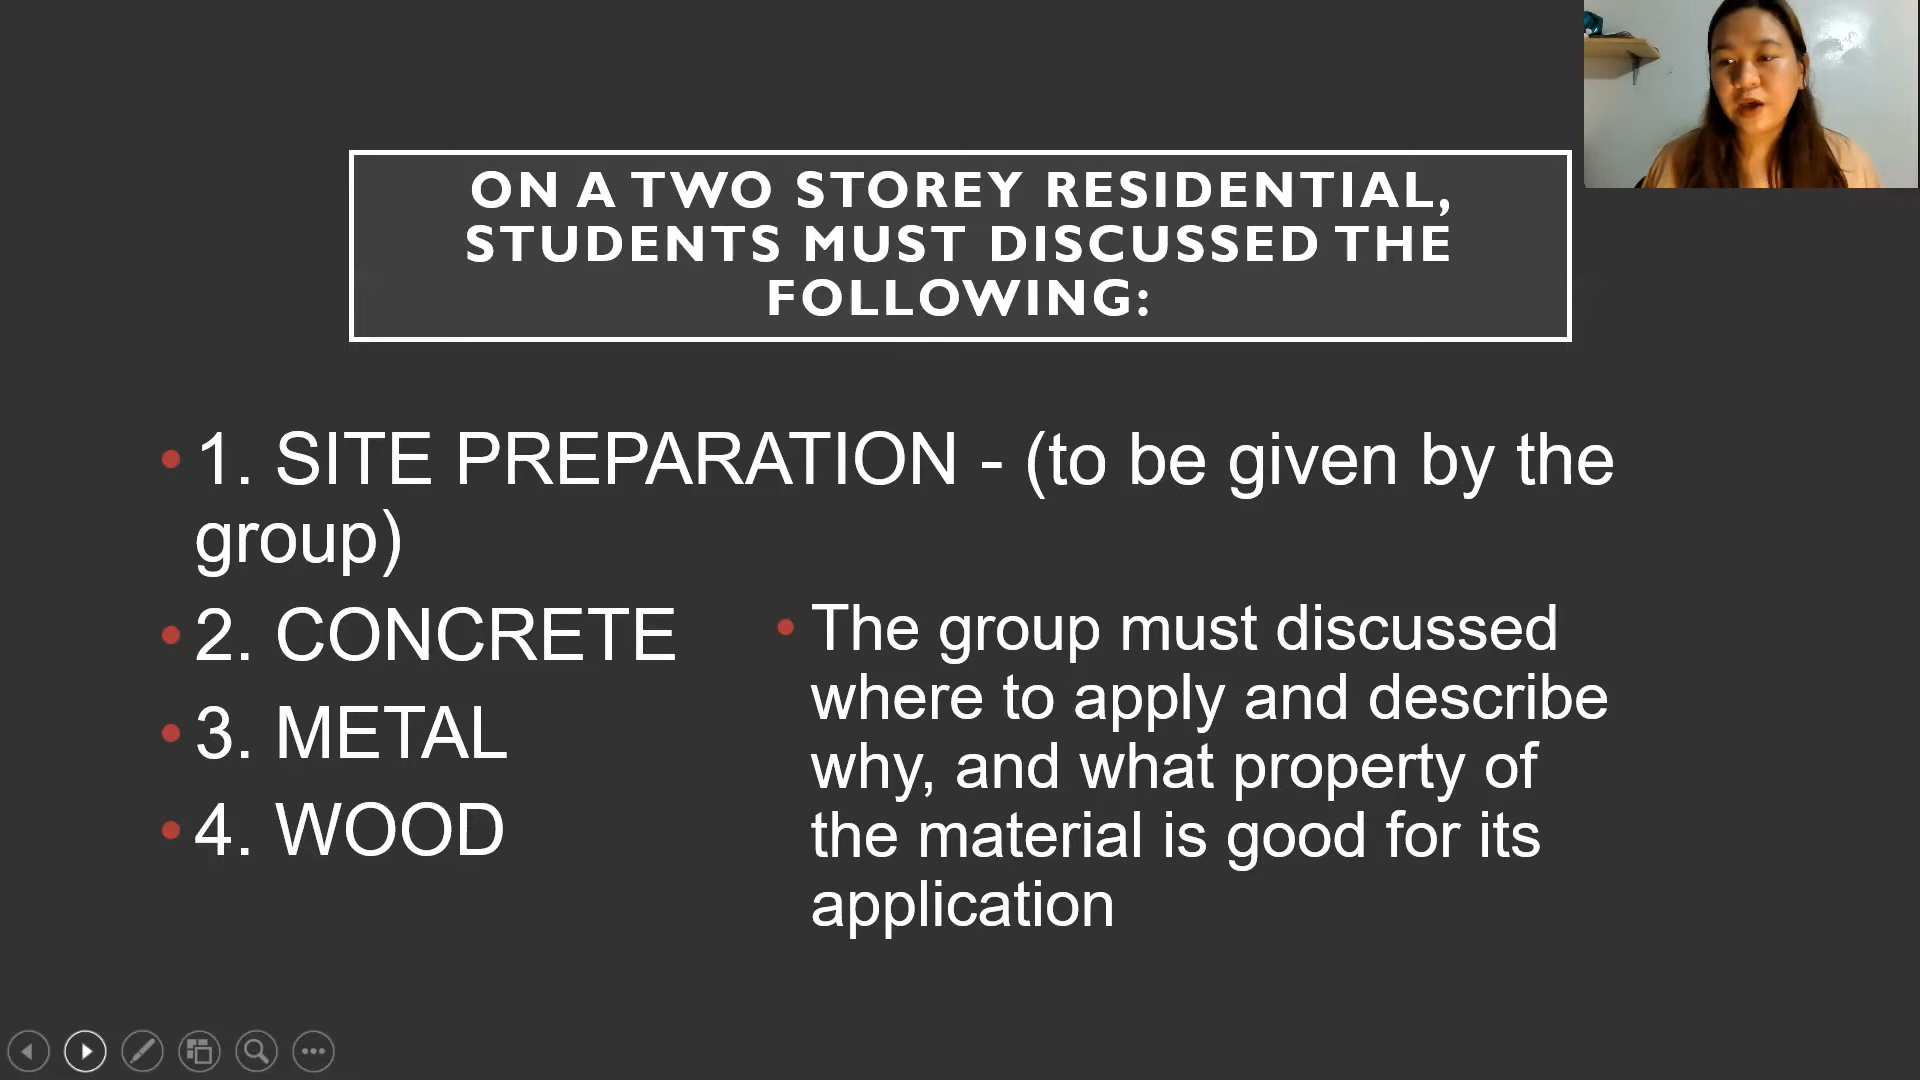 ON A TWO STOREY RESIDENTIAL,
STUDENTS MUST DISCUSSED THE
FOLLOWING:
• 1. SITE PREPARATION - (to be given by the
group)
• 2. CONCRETE
• 3. METAL
• 4. WOOD
• The group must discussed
where to apply and describe
why, and what property of
the material is good for its
application